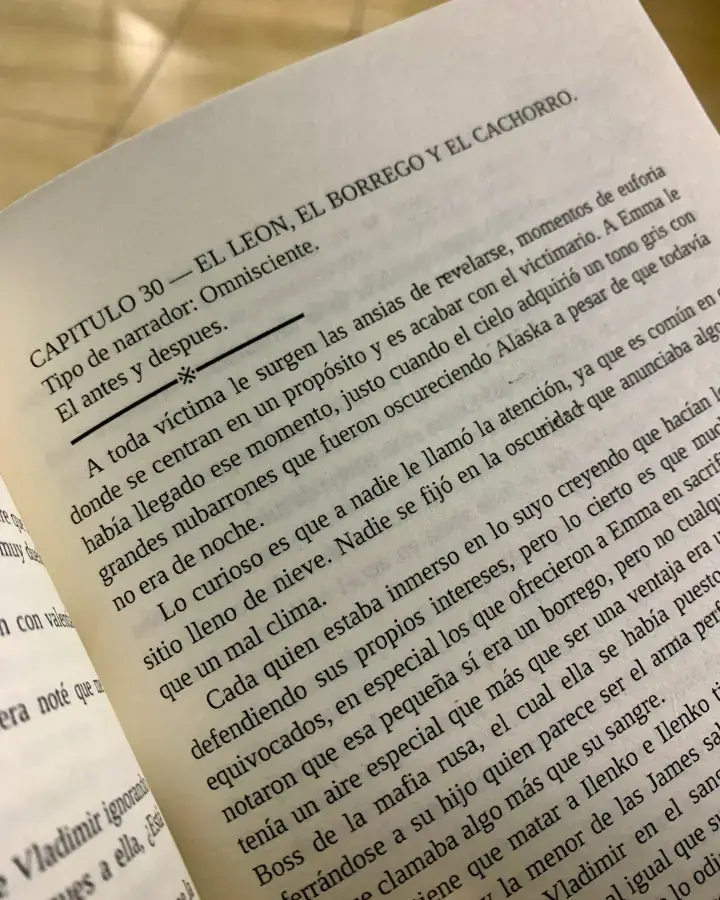 CAPITULO 30 — EL LEON, EL BORREGO Y EL CACHORRO.
Tipo de narrador: Omnisciente.
El antes y despues.
A toda víctima le surgen las ansias de revelarse, momentos de euforia
donde se centran en un propósito y es acabar con el victimario. A Emma le
había llegado ese momento, justo cuando el cielo adquirió un tono gris con
grandes nubarrones que fueron oscureciendo Alaska a pesar de que todavía
no era de noche.
Lo curioso es que a nadie le llamó la atención, ya que es común en
sitio lleno de nieve. Nadie se fijó en la oscuridad que anunciaba algo
que un mal clima.
Cada quien estaba inmerso en lo suyo creyendo que hacían
defendiendo sus propios intereses, pero lo cierto es que
equivocados, en especial los que ofrecieron a Emma en
notaron que esa pequeña sí era un borrego, pero no
tenía un aire especial que más que ser una ventaja era
Boss de la mafia rusa, el cual ella se había puesto
a su hijo quien parece ser el arma
clamaba algo más que su sangre.
que matar a Ilenko e Ilenko
y la menor de las James
Vladimir en el
al igual que
lo
con
era noté que
Vladimir ignorando
a ella,